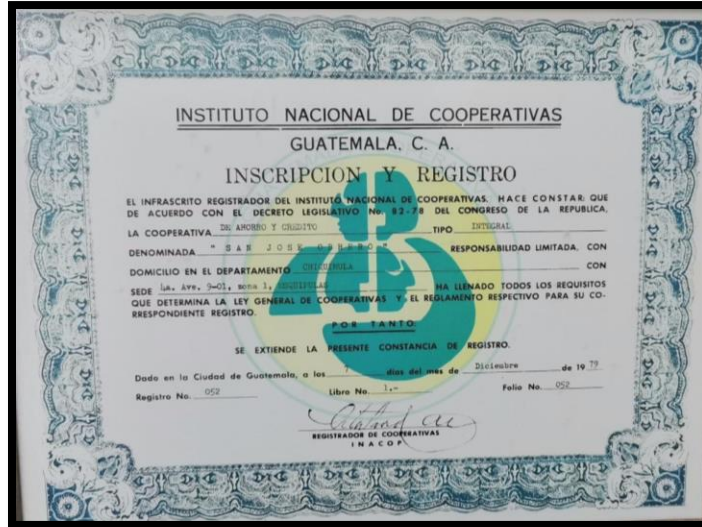 INSTITUTO NACIONAL DE COOPERATIVAS
GUATEMALA, C. A.
INSCRIPCION Y REGISTRO
EL INFRASCRITO REGISTRADOR DEL INSTITUTO NACIONAL DE COOPERATIVAS, HACE CONSTAR: QUE
DE ACUERDO CON EL DECRETO LEGISLATIVO No. 82-78 DEL CONGRESO DE LA REPUBLICA,
LA COOPERATIVA DE AHORRO Y CREDITO TIPO INTEGRAL
DENOMINADA " SAN JOSE OBRERO " RESPONSABILIDAD LIMITADA, CON
DOMICILIO EN EL DEPARTAMENTO CHIQUIMULA CON
SEDE 4a. Ave. 9-01, zona 1, ESQUIPULAS HA LLENADO TODOS LOS REQUISITOS
QUE DETERMINA LA LEY GENERAL DE COOPERATIVAS Y EL REGLAMENTO RESPECTIVO PARA SU CO-
RRESPONDIENTE REGISTRO.
POR TANTO:
SE EXTIENDE LA PRESENTE CONSTANCIA DE REGISTRO.
Dado en la Ciudad de Guatemala, a los días del mes de Diciembre de 1979
Registro No. 052 Libro No. 1.- Folio No. 052
REGISTRADOR DE COOPERATIVAS
INACOP